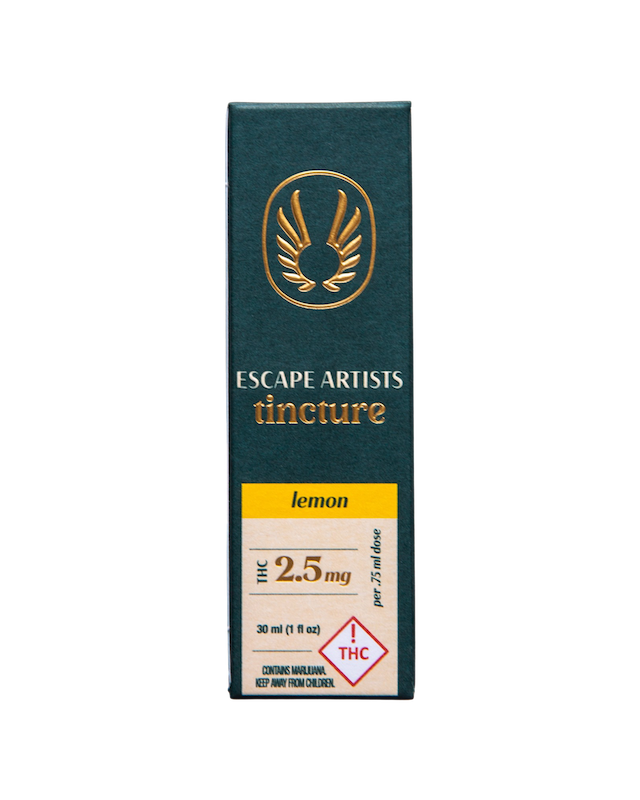 ESCAPE ARTISTS
tincture
lemon
THC 2.5mg
per .75 ml dose
30 ml (1 fl oz)
!
THC
CONTAINS MARIJUANA.
KEEP AWAY FROM CHILDREN.